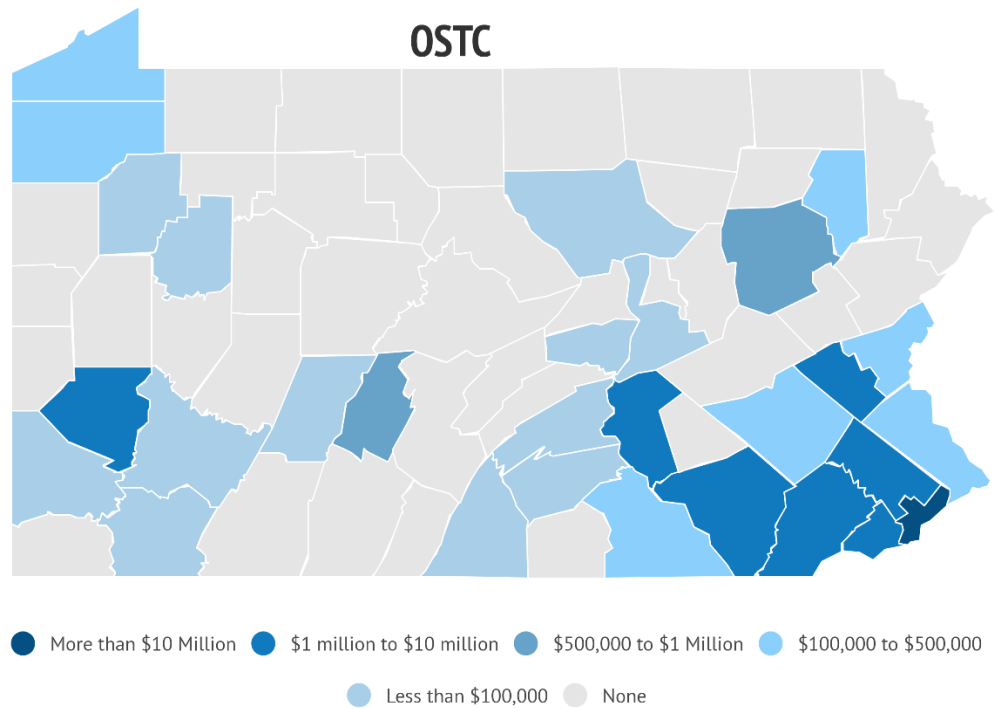 OSTC
More than $10 Million $1 million to $10 million $500,000 to $1 Million $100,000 to $500,000
Less than $100,000 None